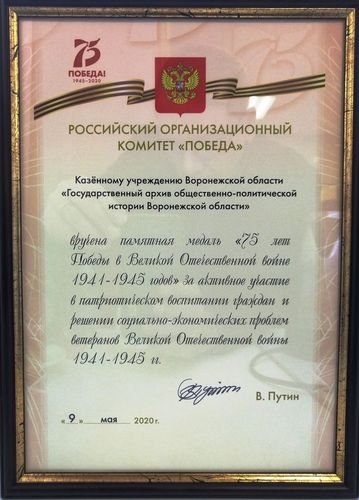 75
ПОБЕДА!
1945-2020
РОССИЙСКИЙ ОРГАНИЗАЦИОННЫЙ
КОМИТЕТ «ПОБЕДА»
Казённому учреждению Воронежской области
«Государственный архив общественно-политической
истории Воронежской области»
вручена памятная медаль «75 лет
Победы в Великой Отечественной войне
1941-1945 годов» за активное участие
в патриотическом воспитании граждан и
решении социально-экономических проблем
ветеранов Великой Отечественной войны
1941-1945 гг.
В. Путин
« 9 » мая 2020 г.